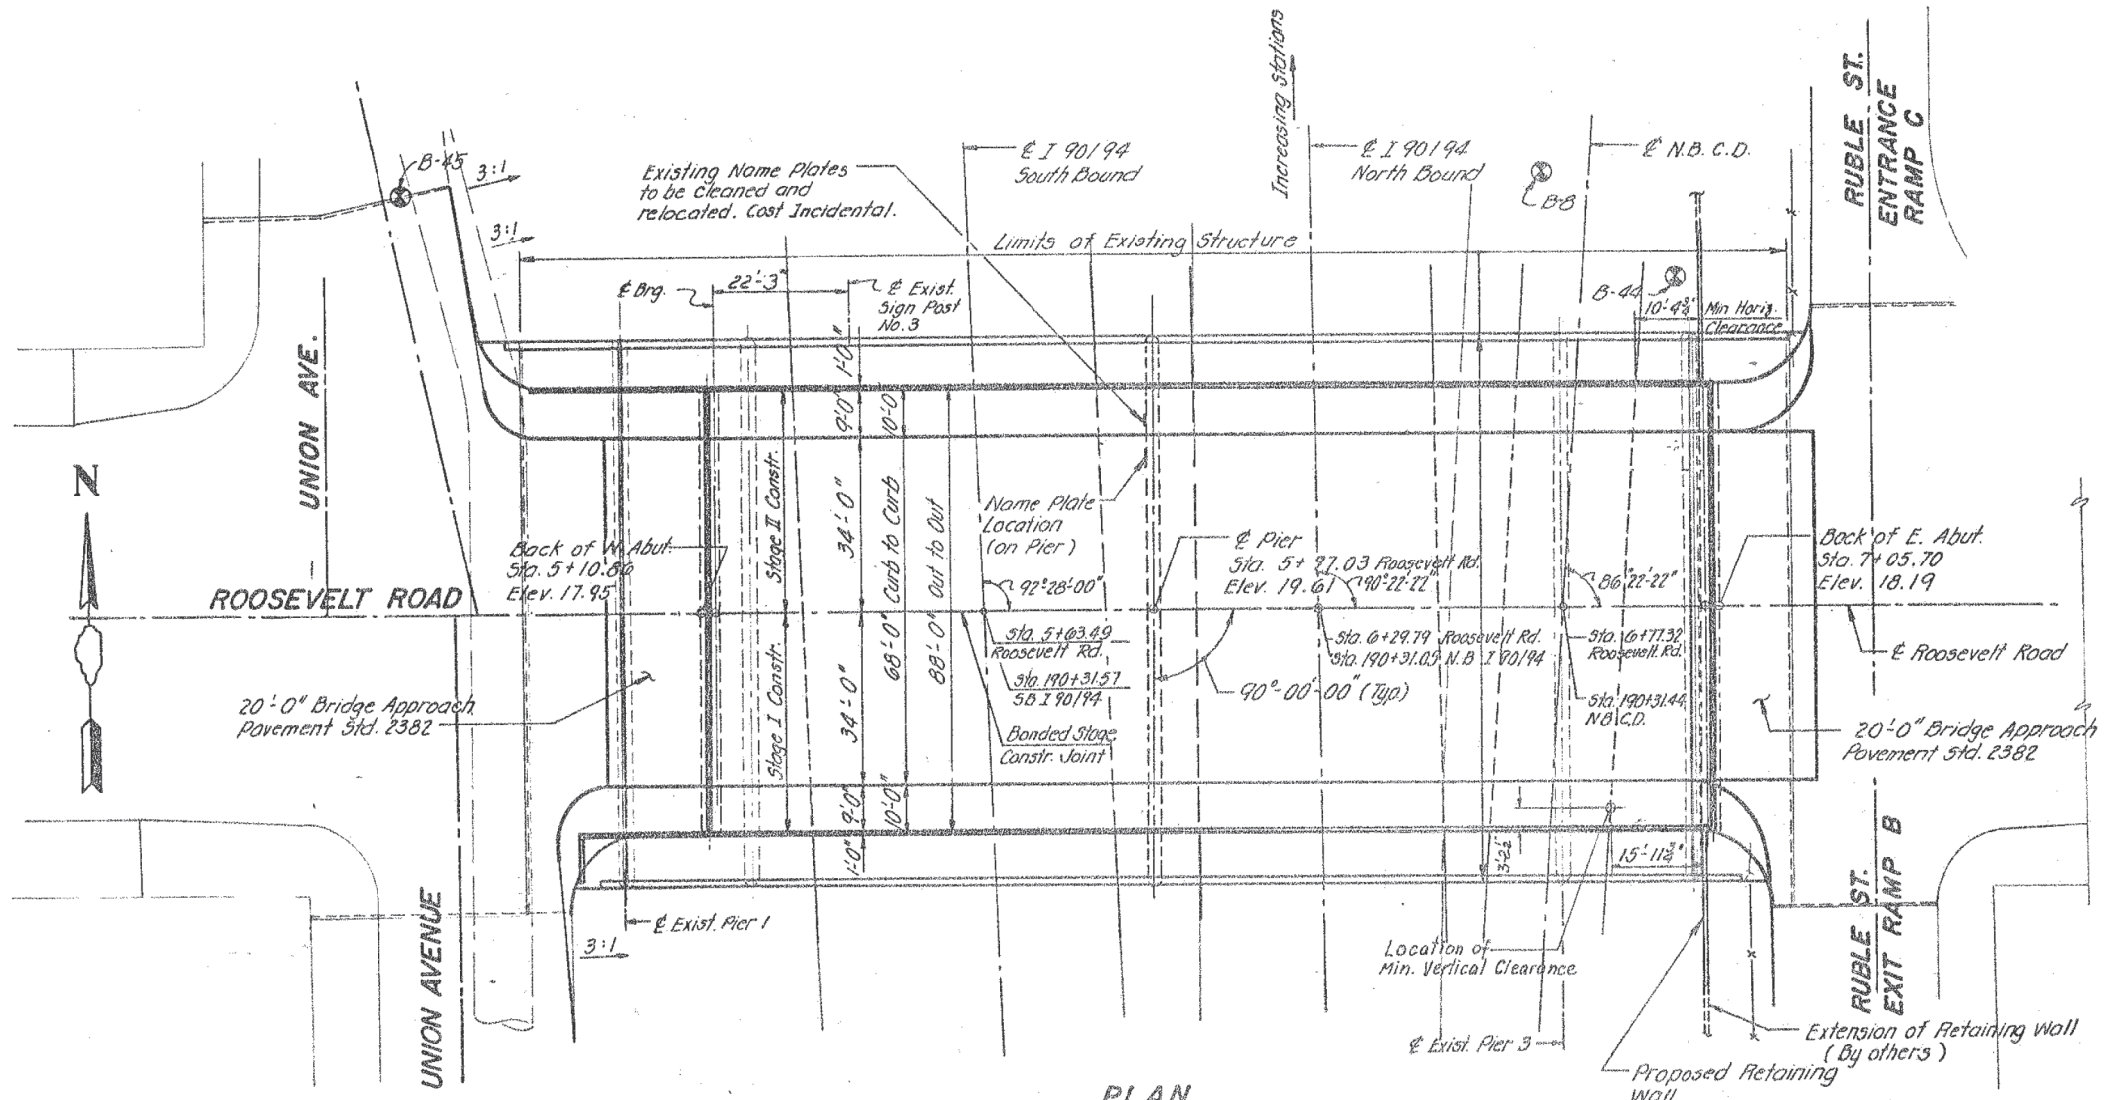 Increasing Stations
RUBLE ST.
ENTRANCE
RAMP C
B-45
3:1
Existing Name Plates
to be cleaned and
relocated. Cost Incidental.
℄ I 90/94
South Bound
℄ I 90/94
North Bound
℄ N.B. C.D.
B-8
3:1
Limits of Existing Structure
℄ Brg.
22'-3"
℄ Exist.
Sign Post
No. 3
B-44
10'-4¾"
Min Horiz.
Clearance
UNION AVE.
N
1'-0"
9'-0"
10'-0"
Stage II Constr.
34'-0"
68'-0" Curb to Curb
88'-0" Out to Out
Name Plate
Location
(on Pier)
Back of W. Abut.
Sta. 5+10.86
Elev. 17.95
℄ Pier
Sta. 5+97.03 Roosevelt Rd.
Elev. 19.61
92°-28'-00"
90°-22'-22"
86°22'-22"
Back of E. Abut.
Sta. 7+05.70
Elev. 18.19
ROOSEVELT ROAD
Sta. 5+63.49
Roosevelt Rd.
Sta. 190+31.57
SB I 90/94
Sta. 6+29.79 Roosevelt Rd.
Sta. 190+31.05 N.B. I 90/94
Sta. 6+77.32
Roosevelt Rd.
℄ Roosevelt Road
90°-00'-00" (Typ.)
Sta. 190+31.44
N.B.C.D.
20'-0" Bridge Approach
Pavement Std. 2382
Stage I Constr.
34'-0"
Bonded Stage
Constr. Joint
20'-0" Bridge Approach
Pavement Std. 2382
1'-0"
9'-0"
10'-0"
15'-11¾"
UNION AVENUE
℄ Exist. Pier 1
3:1
Location of
Min. Vertical Clearance
RUBLE ST.
EXIT RAMP B
℄ Exist. Pier 3
Extension of Retaining Wall
(By others)
Proposed Retaining
Wall
PLAN